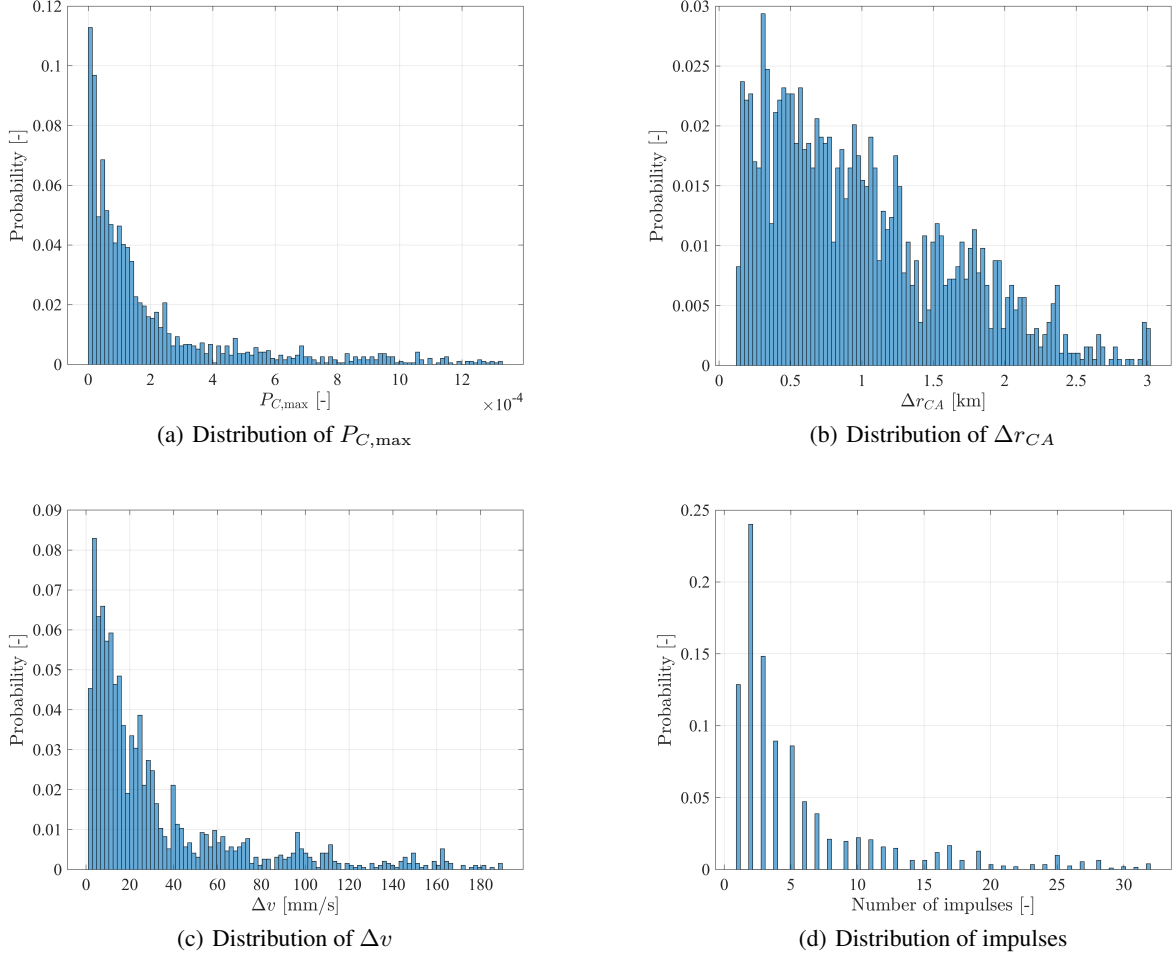 0.12
0.1
0.08
0.06
0.04
0.02
0
Probability [-]
0 2 4 6 8 10 12
P_{C,max} [-]
×10^{-4}
(a) Distribution of P_{C,max}
0.03
0.025
0.02
0.015
0.01
0.005
0
Probability [-]
0 0.5 1 1.5 2 2.5 3
Δr_{CA} [km]
(b) Distribution of Δr_{CA}
0.09
0.08
0.07
0.06
0.05
0.04
0.03
0.02
0.01
0
Probability [-]
0 20 40 60 80 100 120 140 160 180
Δv [mm/s]
(c) Distribution of Δv
0.25
0.2
0.15
0.1
0.05
0
Probability [-]
0 5 10 15 20 25 30
Number of impulses [-]
(d) Distribution of impulses